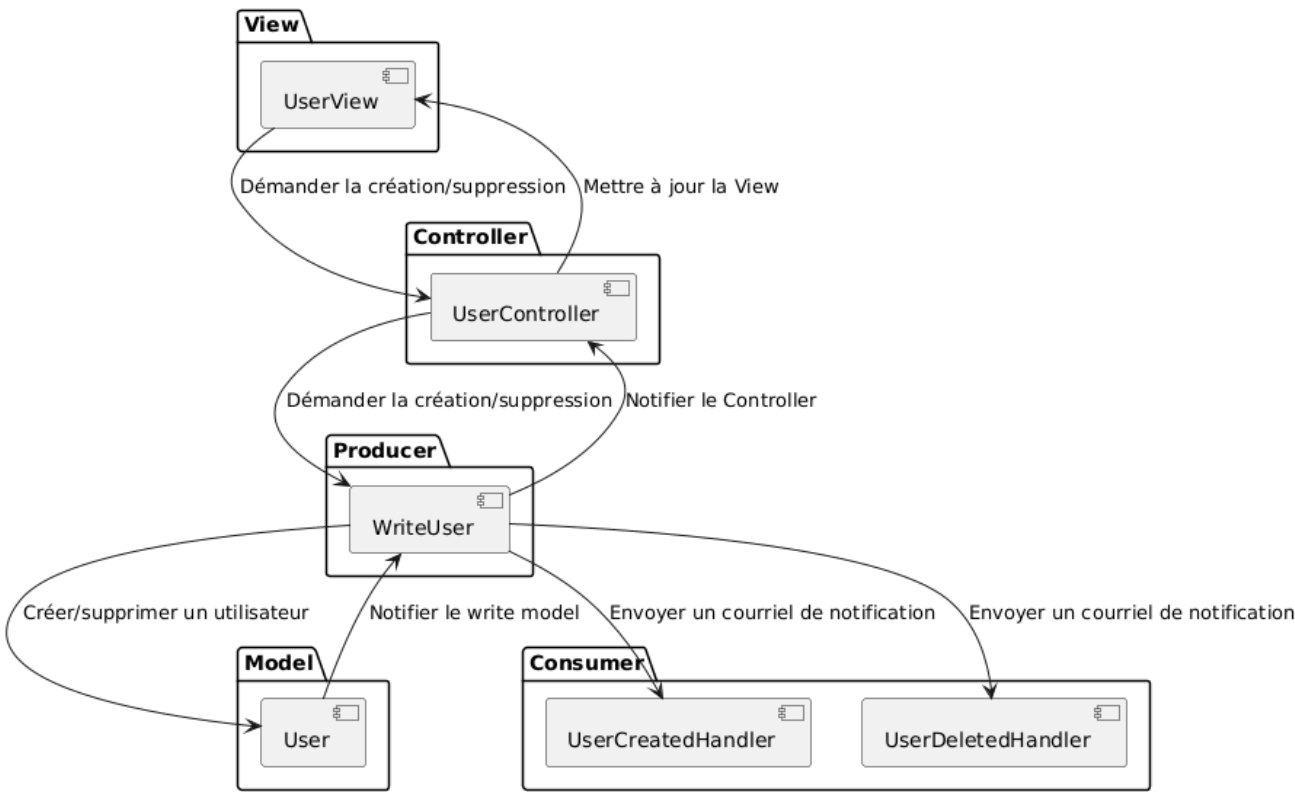 View
UserView
Démander la création/suppression
Mettre à jour la View
Controller
UserController
Démander la création/suppression
Notifier le Controller
Producer
WriteUser
Créer/supprimer un utilisateur
Notifier le write model
Envoyer un courriel de notification
Envoyer un courriel de notification
Model
User
Consumer
UserCreatedHandler
UserDeletedHandler